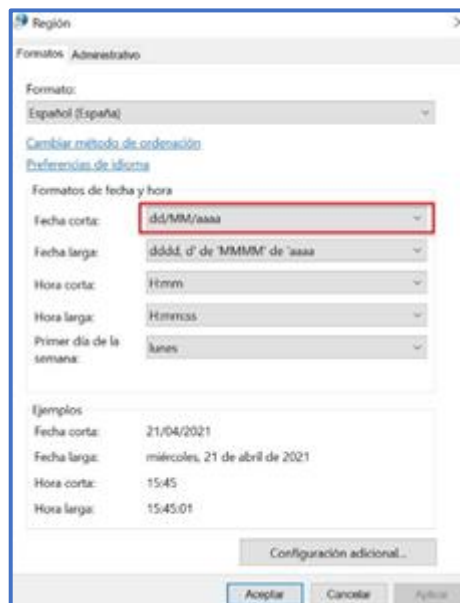 Región
Formatos Administrativo
Formato:
Español (España)
Cambiar método de ordenación
Preferencias de idioma
Formatos de fecha y hora
Fecha corta: dd/MM/aaaa
Fecha larga: dddd, d' de 'MMMM' de 'aaaa
Hora corta: H:mm
Hora larga: H:mm:ss
Primer día de la
semana: lunes
Ejemplos
Fecha corta: 21/04/2021
Fecha larga: miércoles, 21 de abril de 2021
Hora corta: 15:45
Hora larga: 15:45:01
Configuración adicional...
Aceptar Cancelar Aplicar